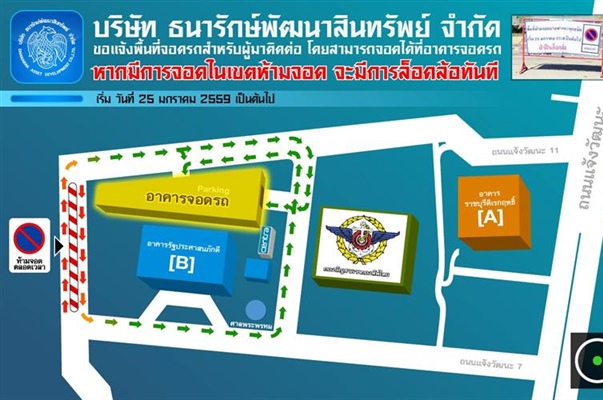 บริษัท ธนารักษ์พัฒนาสินทรัพย์ จำกัด
ขอแจ้งพื้นที่จอดรถสำหรับผู้มาติดต่อ โดยสามารถจอดได้ที่อาคารจอดรถ
หากมีการจอดในเขตห้ามจอด จะมีการล็อคล้อทันที
เริ่ม วันที่ 25 มกราคม 2559 เป็นต้นไป
ถนนแจ้งวัฒนะ 11
ถนนแจ้งวัฒนะ
Parking
อาคารจอดรถ
อาคาร
ราชบุรีดิเรกฤทธิ์
[A]
อาคารรัฐประศาสนภักดี
[B]
Central
ห้ามจอด
ตลอดเวลา
ศาลพระพรหม
ถนนแจ้งวัฒนะ 7